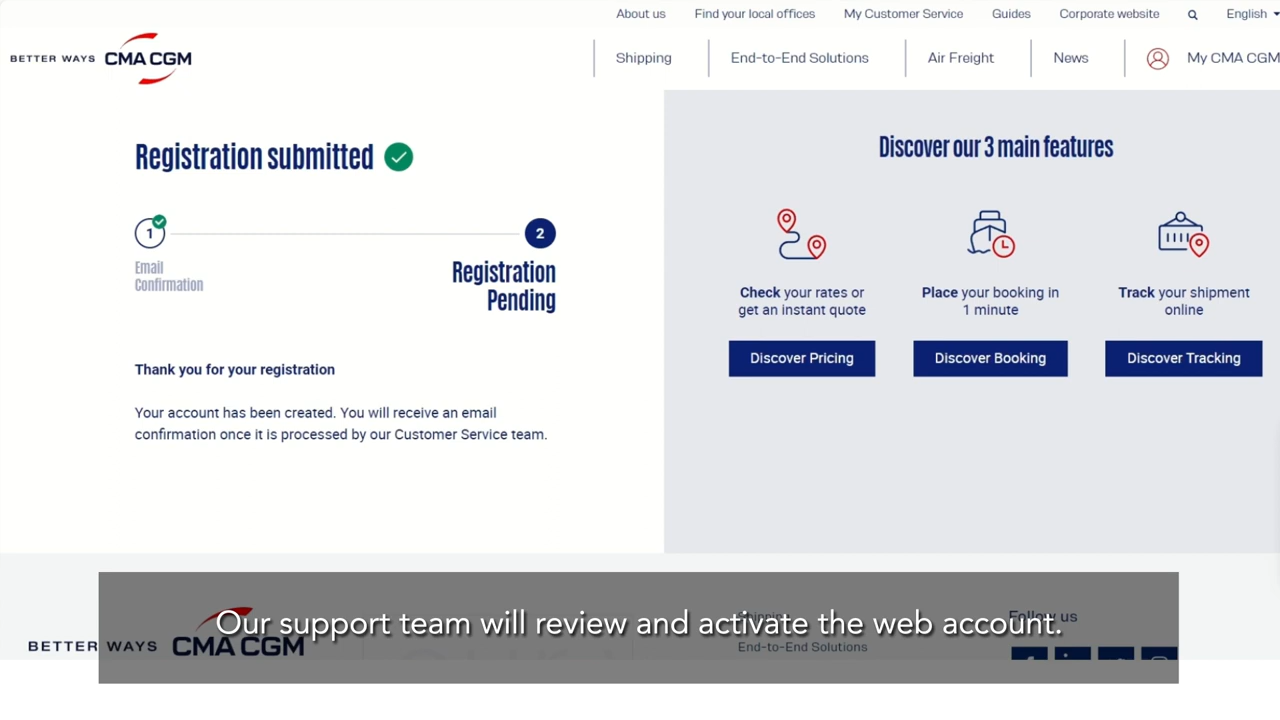 About us Find your local offices My Customer Service Guides Corporate website English
BETTER WAYS CMA CGM
Shipping End-to-End Solutions Air Freight News My CMA CGM
Registration submitted
1 2
Email
Confirmation
Registration
Pending
Thank you for your registration
Your account has been created. You will receive an email
confirmation once it is processed by our Customer Service team.
Discover our 3 main features
Check your rates or
get an instant quote
Discover Pricing
Place your booking in
1 minute
Discover Booking
Track your shipment
online
Discover Tracking
Shipping
Follow us
Our support team will review and activate the web account.
BETTER WAYS CMA CGM
End-to-End Solutions